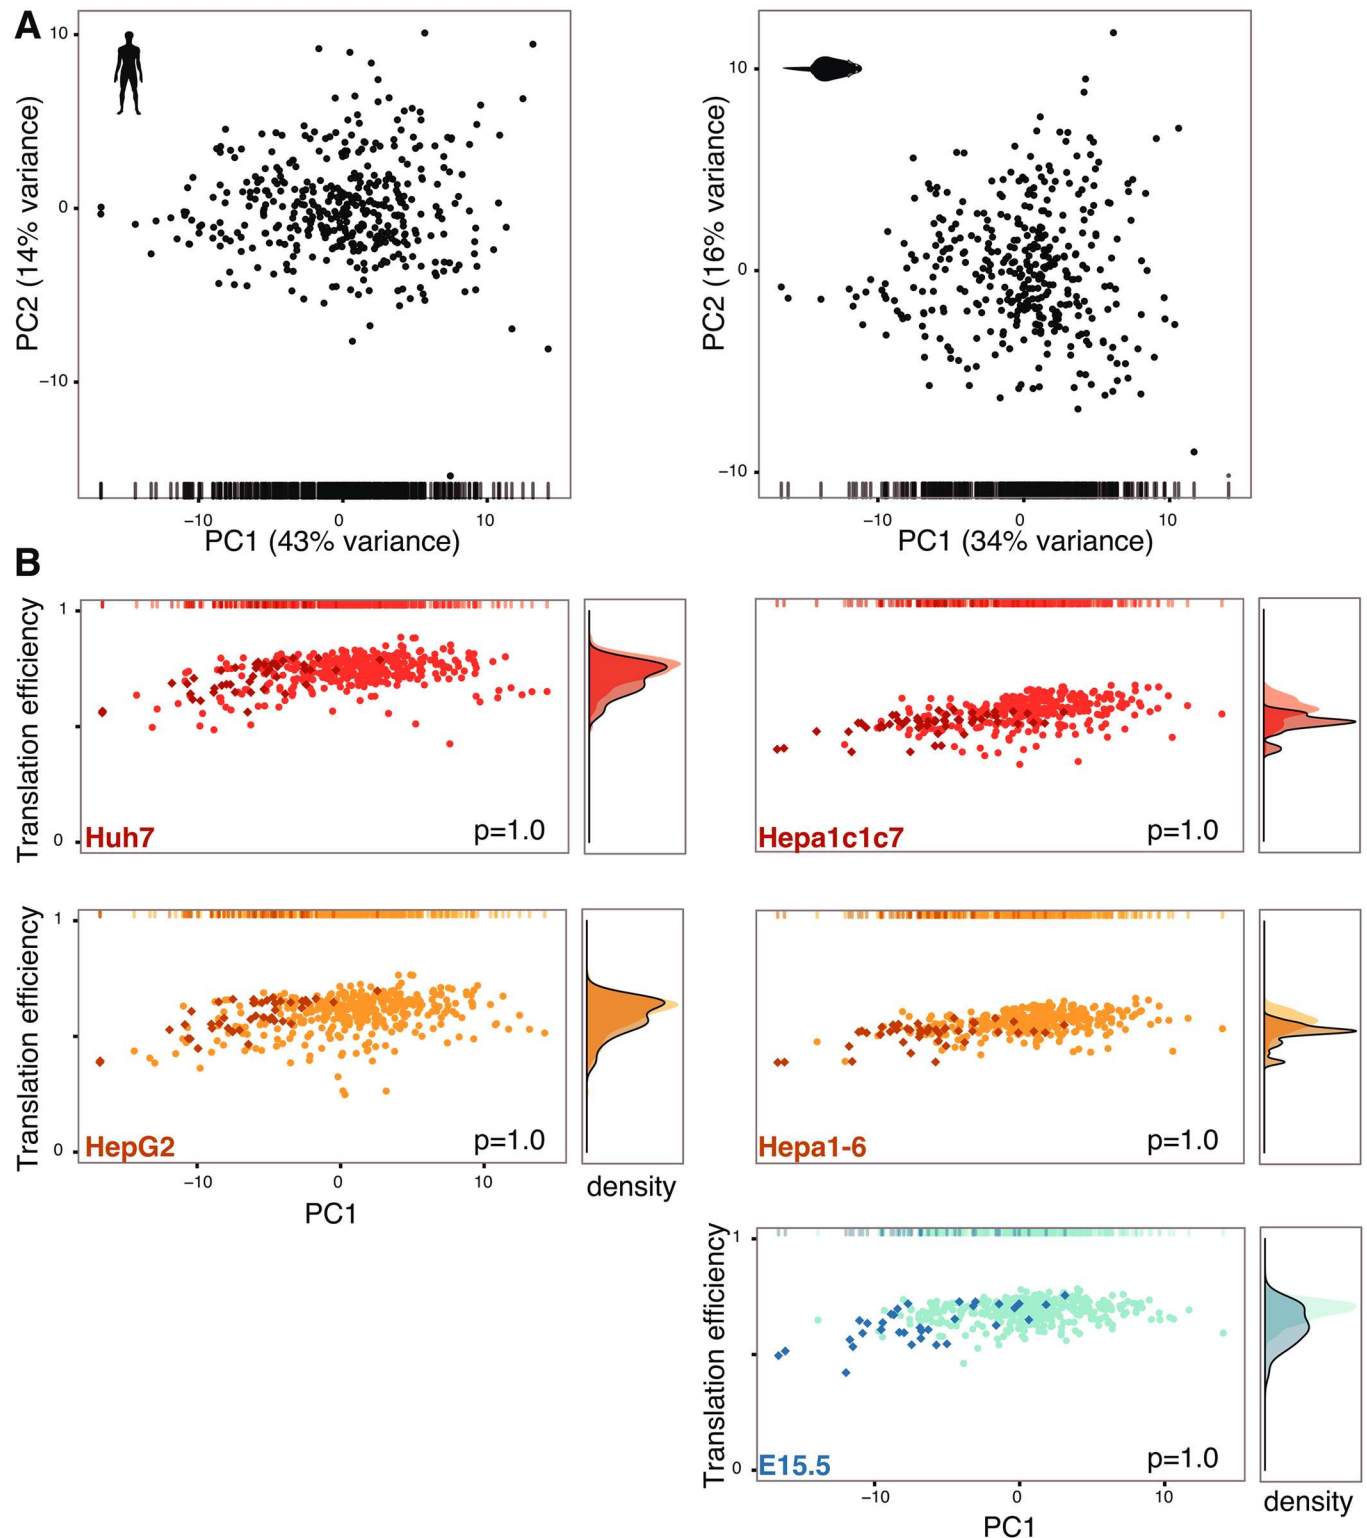 A
10
0
−10
PC2 (14% variance)
−10 0 10
PC1 (43% variance)
10
0
−10
PC2 (16% variance)
−10 0 10
PC1 (34% variance)
B
Translation efficiency
1
0
Huh7 p=1.0
Hepa1c1c7 p=1.0
Translation efficiency
1
0
HepG2 p=1.0
−10 0 10
PC1
density
Hepa1-6 p=1.0
Translation efficiency
1
0
E15.5 p=1.0
−10 0 10
PC1
density